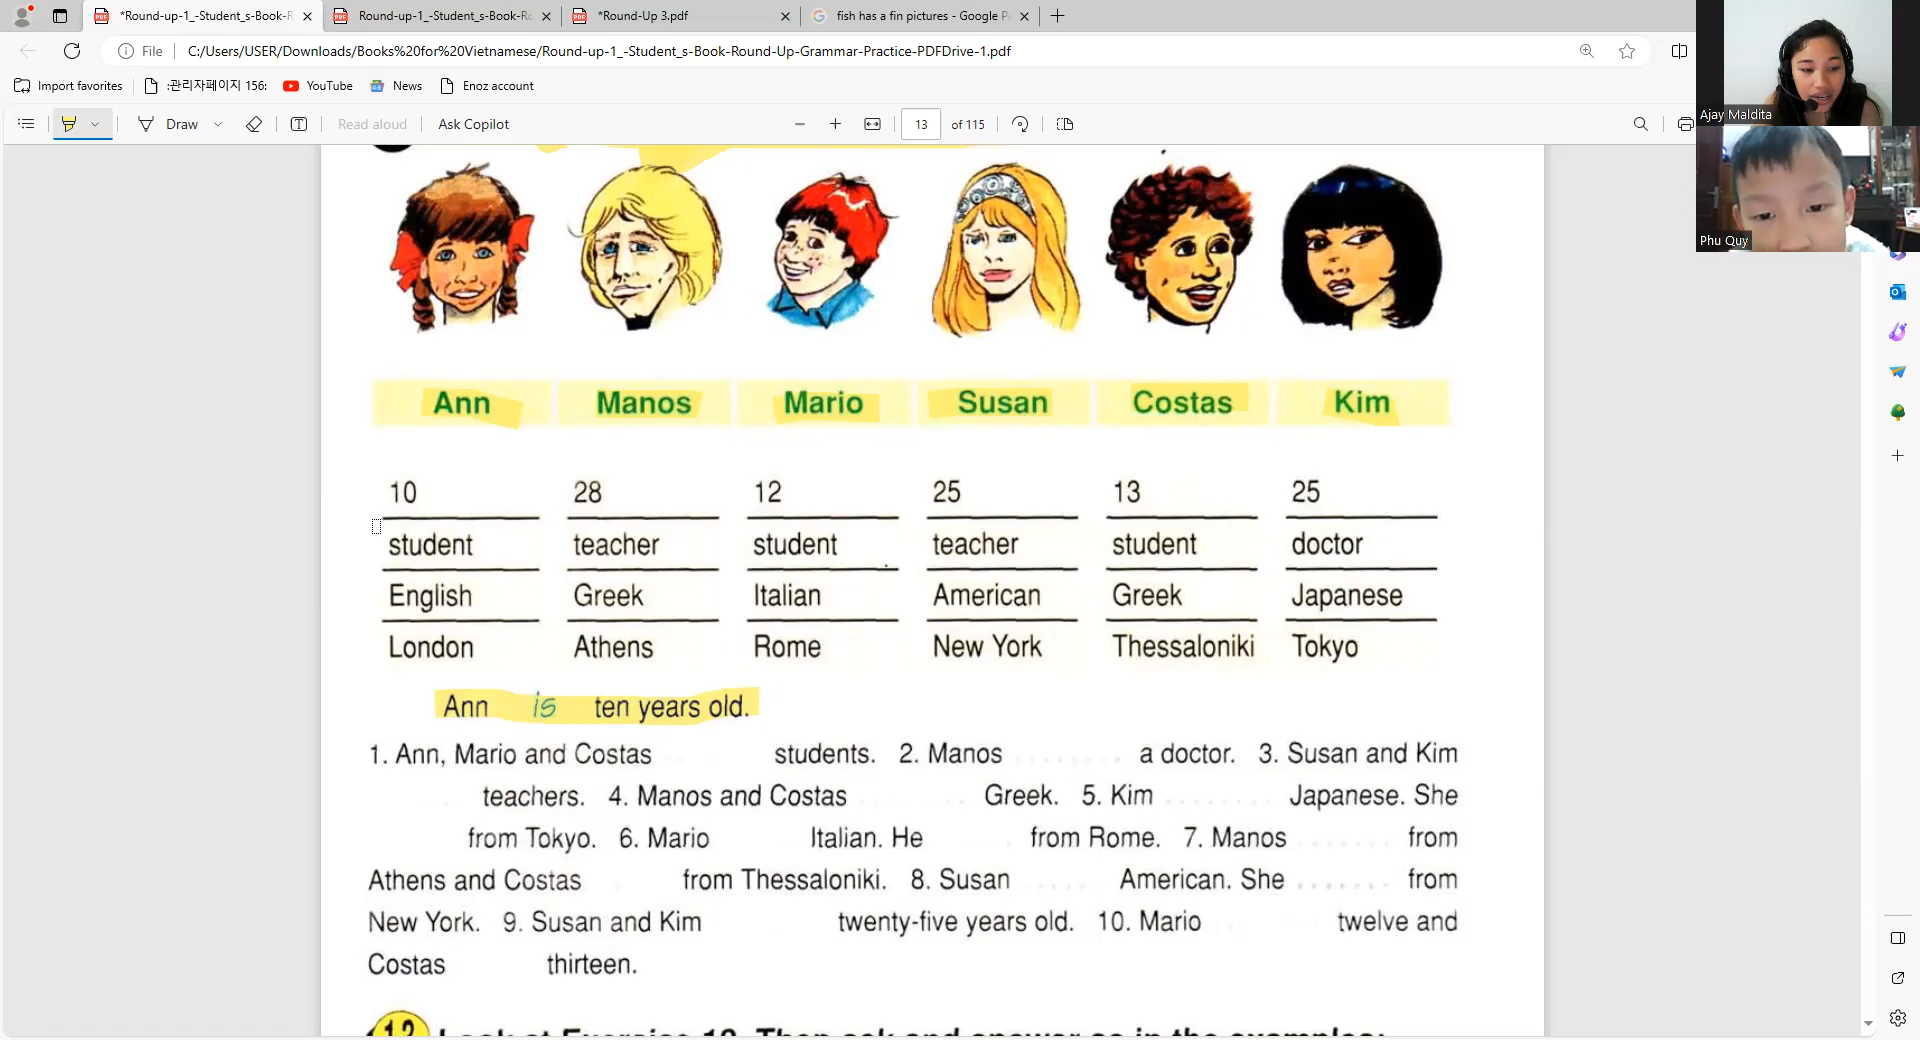 *Round-up-1_-Student_s-Book-R
Round-up-1_-Student_s-Book-Ro
*Round-Up 3.pdf
fish has a fin pictures - Google
File
C:/Users/USER/Downloads/Books%20for%20Vietnamese/Round-up-1_-Student_s-Book-Round-Up-Grammar-Practice-PDFDrive-1.pdf
Import favorites
:관리자페이지 156:
YouTube
News
Enoz account
Draw
Read aloud
Ask Copilot
13 of 115
Ajay Maldita
Phu Quy
Ann Manos Mario Susan Costas Kim
10 28 12 25 13 25
student teacher student teacher student doctor
English Greek Italian American Greek Japanese
London Athens Rome New York Thessaloniki Tokyo
Ann is ten years old.
1. Ann, Mario and Costas students. 2. Manos ........ a doctor. 3. Susan and Kim
teachers. 4. Manos and Costas Greek. 5. Kim ........ Japanese. She
from Tokyo. 6. Mario Italian. He from Rome. 7. Manos ....... from
Athens and Costas from Thessaloniki. 8. Susan ..... American. She ....... from
New York. 9. Susan and Kim twenty-five years old. 10. Mario twelve and
Costas thirteen.